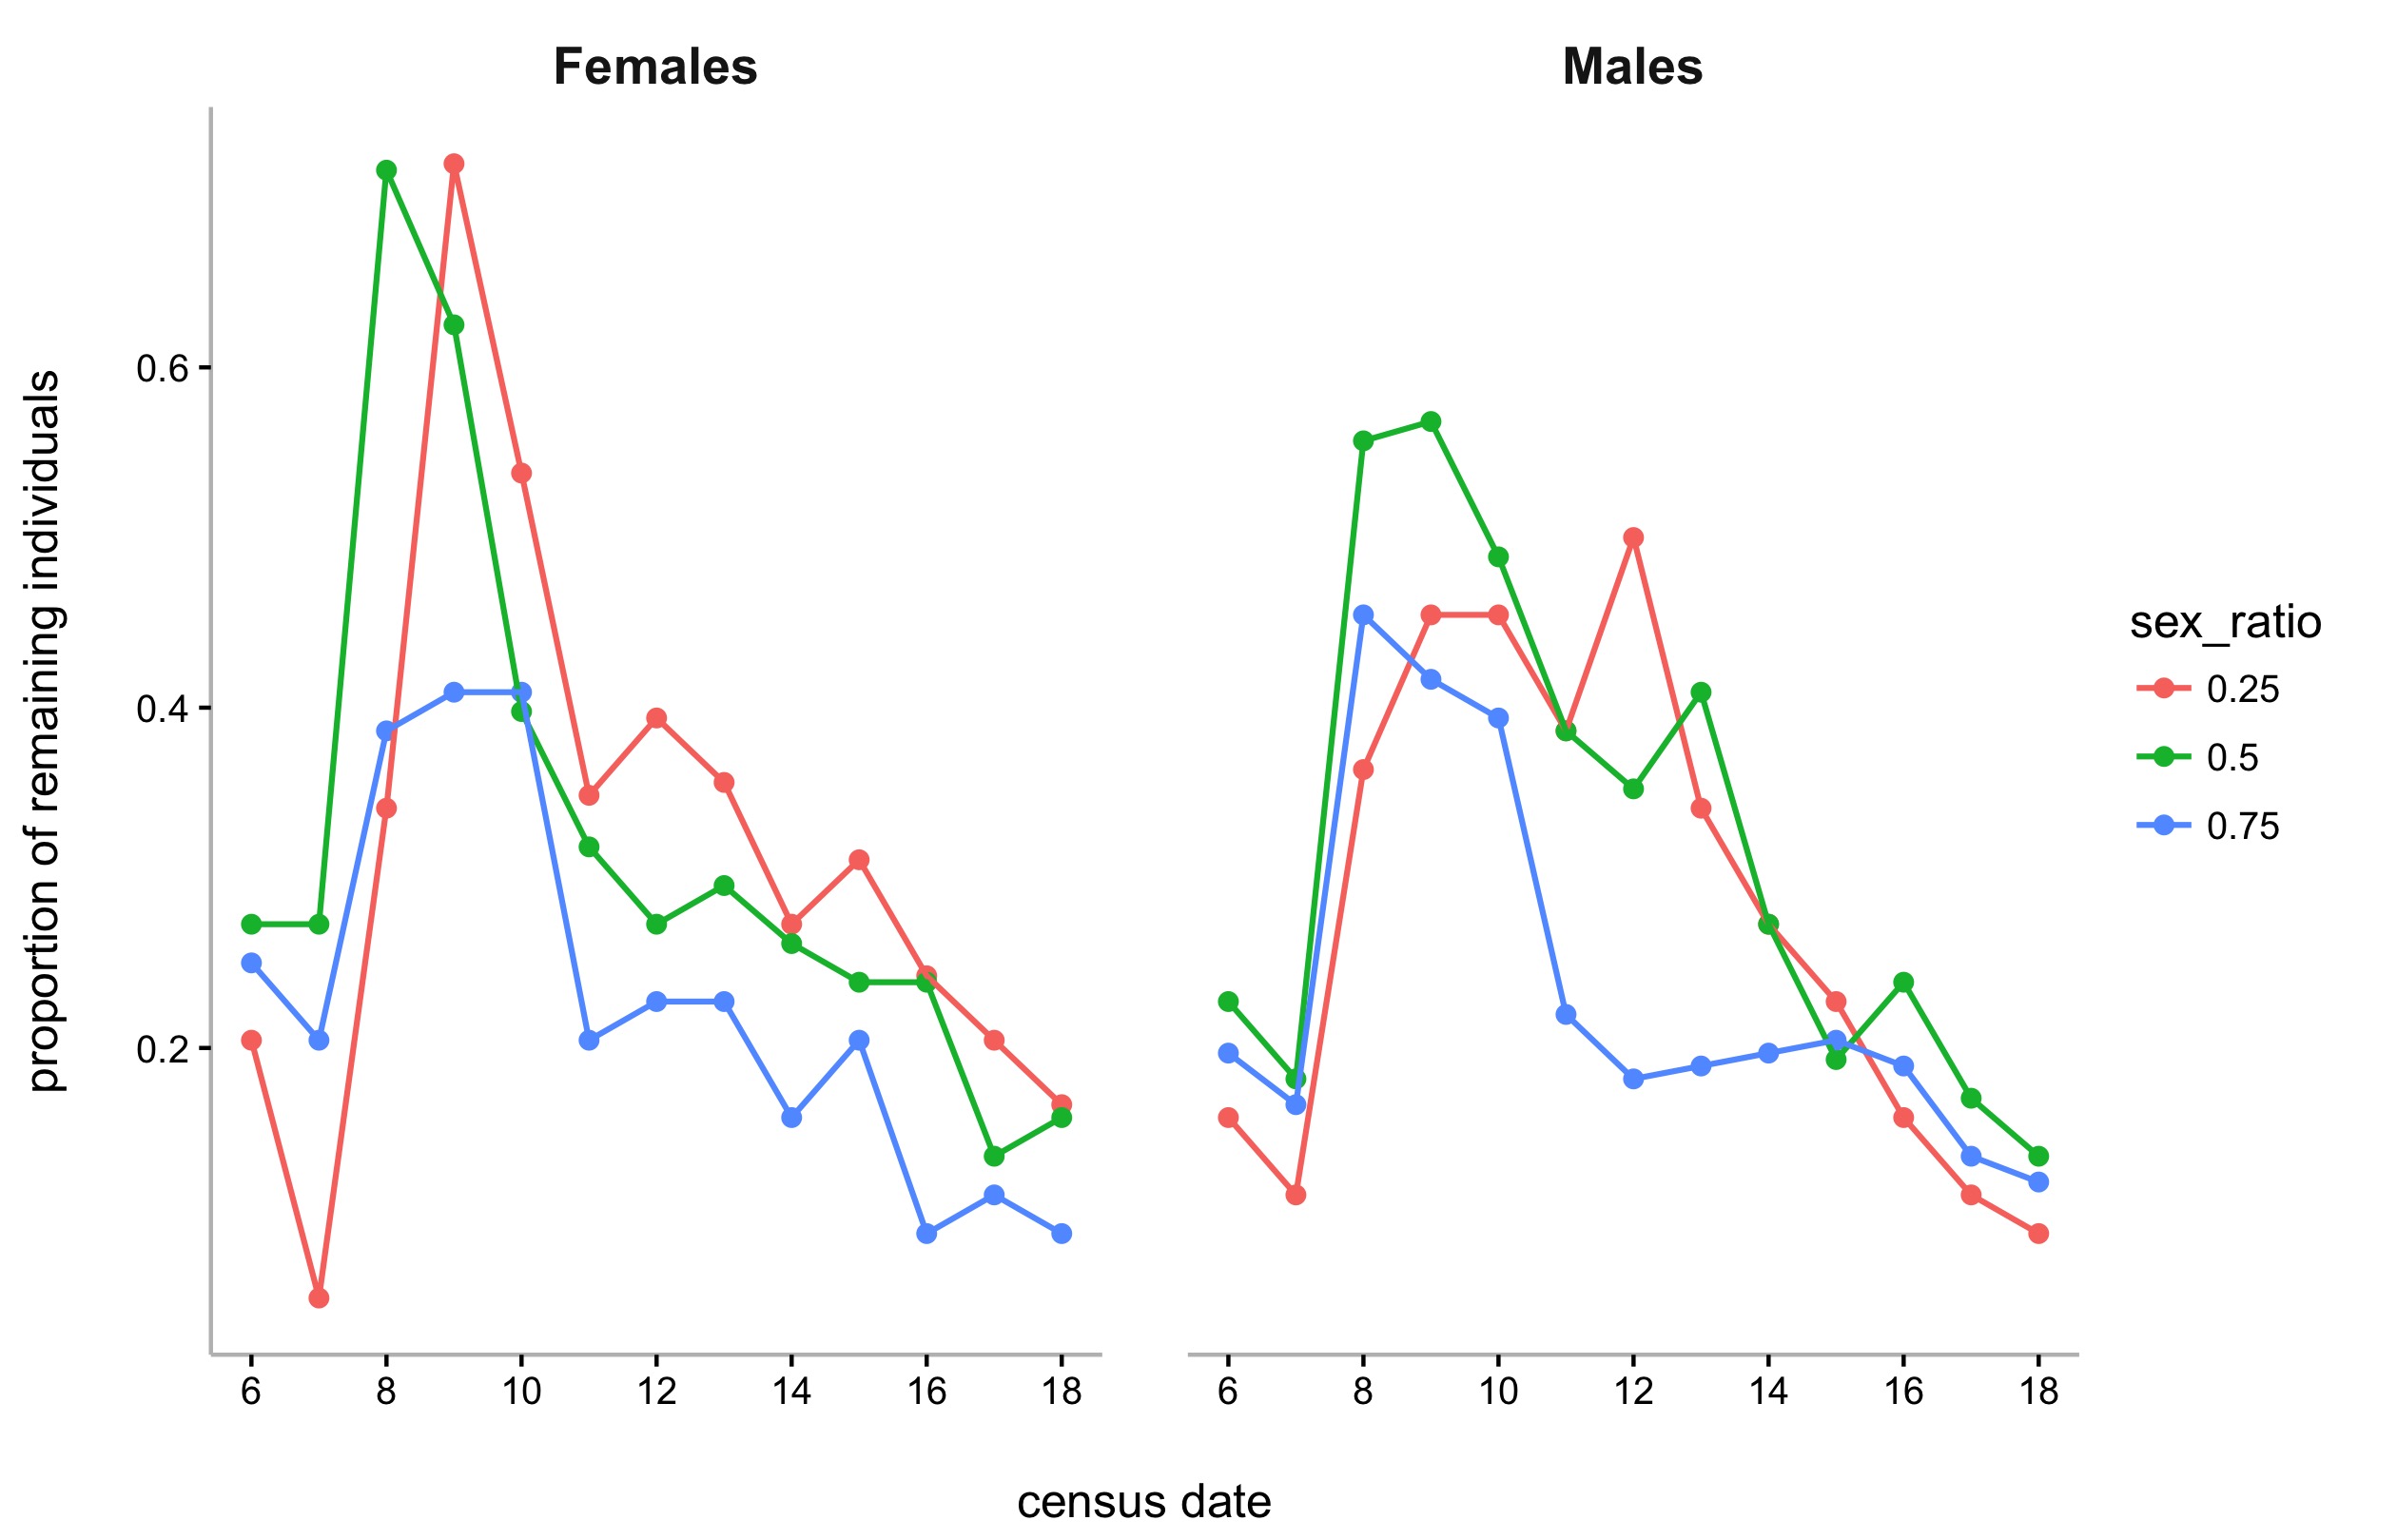 Females
Males
proportion of remaining individuals
0.6
0.4
0.2
6 8 10 12 14 16 18
6 8 10 12 14 16 18
census date
sex_ratio
0.25
0.5
0.75